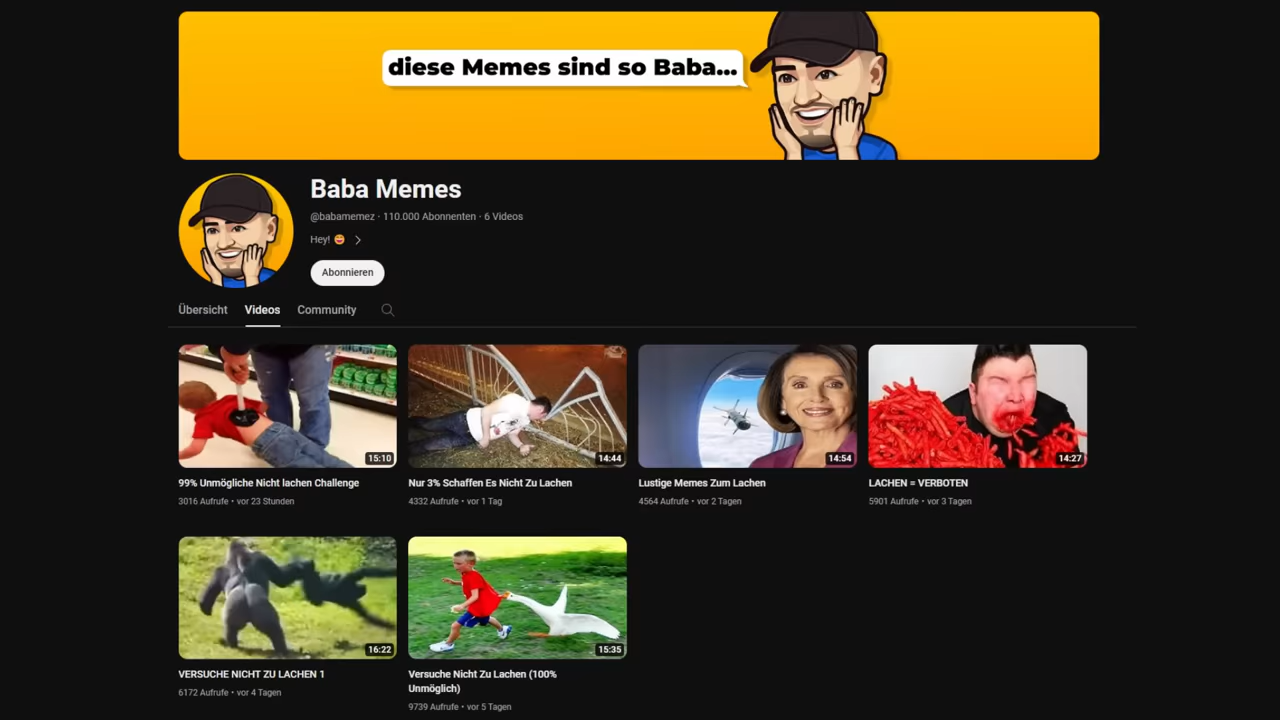 diese Memes sind so Baba...
Baba Memes
@babamemez · 110.000 Abonnenten · 6 Videos
Hey! 😄
Abonnieren
Übersicht Videos Community
15:10 14:44 14:54 14:27
99% Unmögliche Nicht lachen Challenge Nur 3% Schaffen Es Nicht Zu Lachen Lustige Memes Zum Lachen LACHEN = VERBOTEN
3016 Aufrufe • vor 23 Stunden 4332 Aufrufe • vor 1 Tag 4564 Aufrufe • vor 2 Tagen 5901 Aufrufe • vor 3 Tagen
16:22 15:35
VERSUCHE NICHT ZU LACHEN 1 Versuche Nicht Zu Lachen (100%
Unmöglich)
6172 Aufrufe • vor 4 Tagen
9739 Aufrufe • vor 5 Tagen